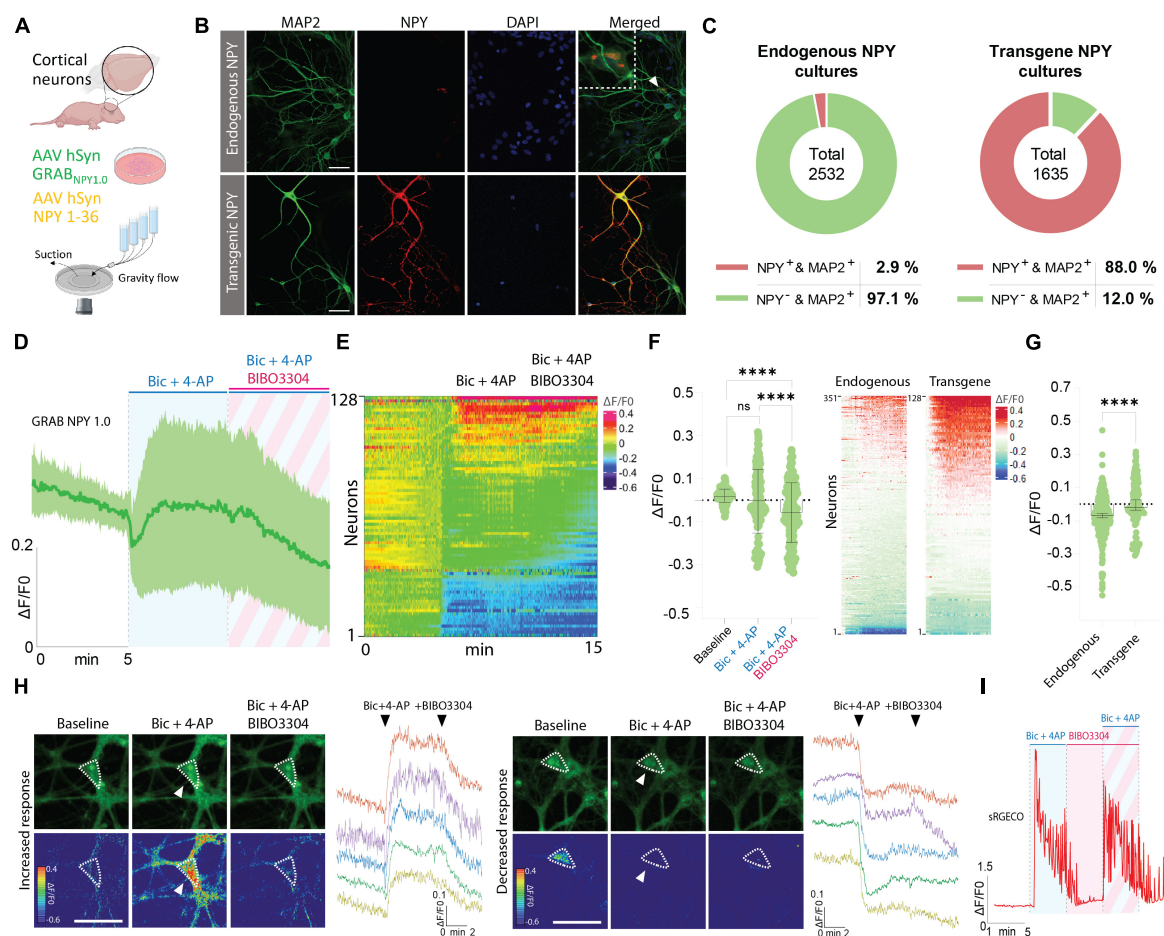 A
Cortical
neurons
AAV hSyn
GRABNPY1.0
AAV hSyn
NPY 1-36
Suction
Gravity flow
B
MAP2 NPY DAPI Merged
Endogenous NPY
Transgenic NPY
C
Endogenous NPY
cultures
Total
2532
NPY+ & MAP2+ 2.9 %
NPY- & MAP2+ 97.1 %
Transgene NPY
cultures
Total
1635
NPY+ & MAP2+ 88.0 %
NPY- & MAP2+ 12.0 %
D
Bic + 4-AP
Bic + 4-AP
BIBO3304
GRAB NPY 1.0
0.2
0
ΔF/F0
0 min 5
E
Bic + 4AP
Bic + 4AP
BIBO3304
128
1
Neurons
0 min 15
ΔF/F0
0.4
0.2
0
-0.2
-0.4
-0.6
F
0.5
0.3
0.1
-0.1
-0.3
-0.5
ΔF/F0
****
ns
****
Baseline
Bic + 4-AP
Bic + 4-AP
BIBO3304
Endogenous Transgene
351
1
128
1
Neurons
ΔF/F0
0.4
0.2
0
-0.2
-0.4
-0.6
G
0.7
0.5
0.3
0.1
-0.1
-0.3
-0.5
ΔF/F0
****
Endogenous
Transgene
H
Increased response
Baseline
Bic + 4-AP
Bic + 4-AP
BIBO3304
0.4
-0.6
ΔF/F0
Bic+4-AP +BIBO3304
0.1
ΔF/F0
0 min 2
Decreased response
Baseline
Bic + 4-AP
Bic + 4-AP
BIBO3304
0.4
-0.6
ΔF/F0
Bic+4-AP +BIBO3304
0.1
ΔF/F0
0 min 2
I
Bic + 4AP
Bic + 4AP
BIBO3304
sRGECO
1.5
0
ΔF/F0
1 min 5